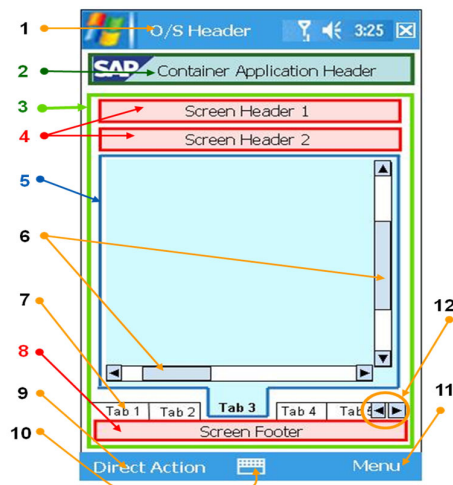 1
O/S Header 3:25
2
SAP Container Application Header
3
Screen Header 1
4
Screen Header 2
5
6
7
12
8
Tab 1 Tab 2 Tab 3 Tab 4 Tab 5
11
Screen Footer
9
10
Direct Action Menu